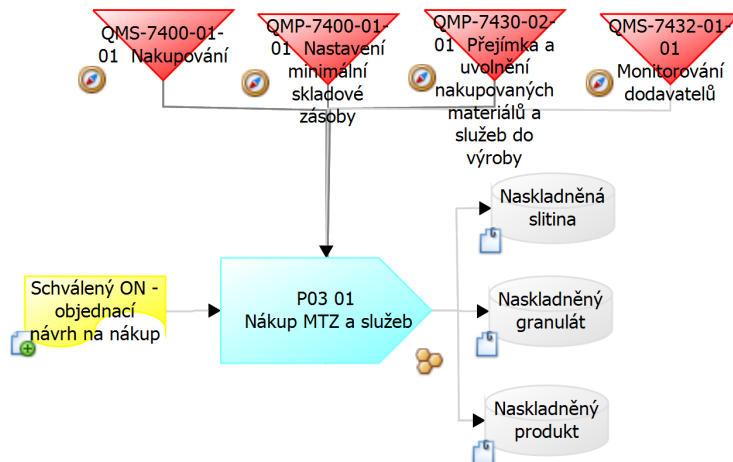 QMS-7400-01-
01 Nakupování
QMP-7400-01-
01 Nastavení
minimální
skladové
zásoby
QMP-7430-02-
01 Přejímka a
uvolnění
nakupovaných
materiálů a
služeb do
výroby
QMS-7432-01-
01
Monitorování
dodavatelů
Schválený ON -
objednací
návrh na nákup
P03 01
Nákup MTZ a služeb
Naskladněná
slitina
Naskladněný
granulát
Naskladněný
produkt